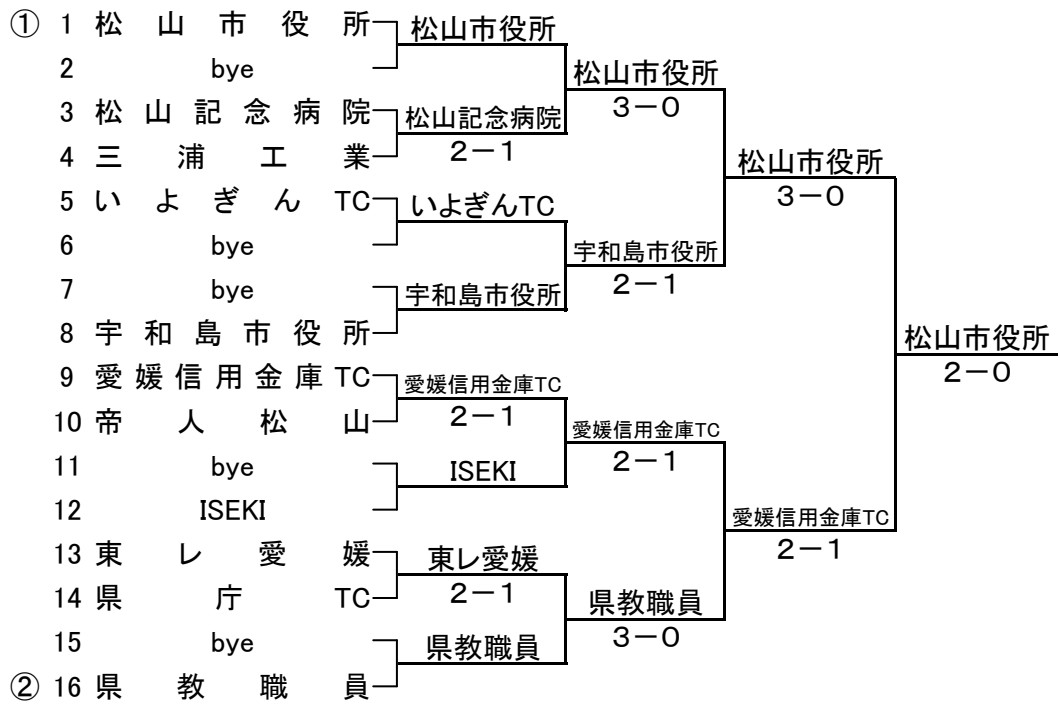 ① 1 松山市役所
2 bye
3 松山記念病院
4 三浦工業
5 いよぎんTC
6 bye
7 bye
8 宇和島市役所
9 愛媛信用金庫TC
10 帝人松山
11 bye
12 ISEKI
13 東レ愛媛
14 県庁TC
15 bye
② 16 県教職員
松山市役所
松山記念病院
2－1
いよぎんTC
宇和島市役所
愛媛信用金庫TC
2－1
ISEKI
東レ愛媛
2－1
県教職員
松山市役所
3－0
宇和島市役所
2－1
愛媛信用金庫TC
2－1
県教職員
3－0
松山市役所
3－0
愛媛信用金庫TC
2－1
松山市役所
2－0